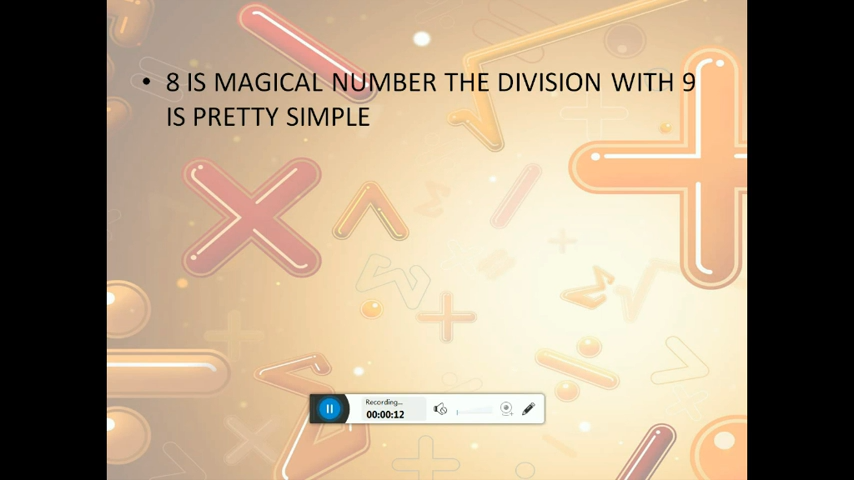 • 8 IS MAGICAL NUMBER THE DIVISION WITH 9
IS PRETTY SIMPLE
Recording...
00:00:12